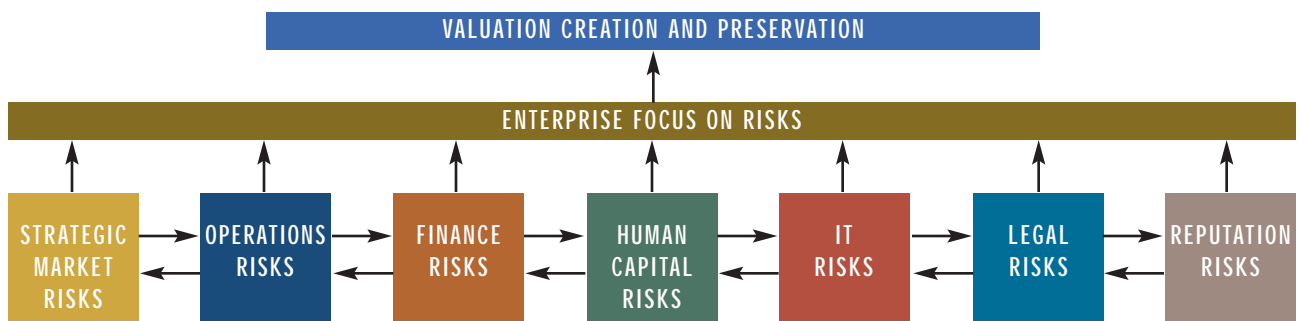 VALUATION CREATION AND PRESERVATION
ENTERPRISE FOCUS ON RISKS
STRATEGIC
MARKET
RISKS
OPERATIONS
RISKS
FINANCE
RISKS
HUMAN
CAPITAL
RISKS
IT
RISKS
LEGAL
RISKS
REPUTATION
RISKS